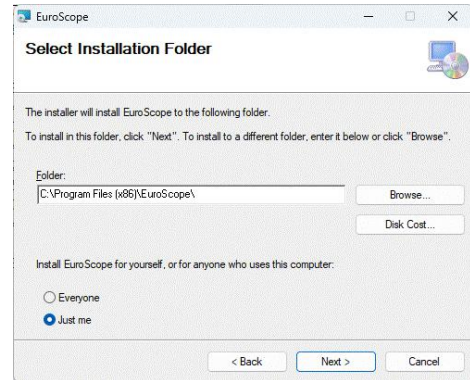 EuroScope
Select Installation Folder
The installer will install EuroScope to the following folder.
To install in this folder, click "Next". To install to a different folder, enter it below or click "Browse".
Folder:
C:\Program Files (x86)\EuroScope\
Browse...
Disk Cost...
Install EuroScope for yourself, or for anyone who uses this computer:
Everyone
Just me
< Back Next > Cancel